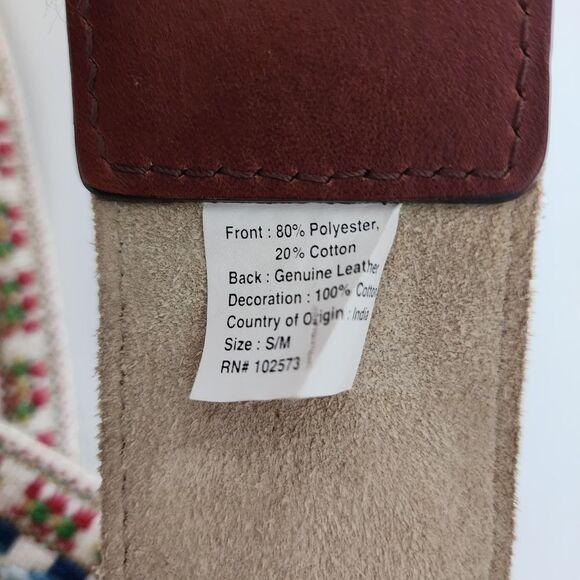 Front : 80% Polyester,
20% Cotton
Back : Genuine Leather
Decoration : 100% Cotton
Country of Origin : India
Size : S/M
RN# 102573